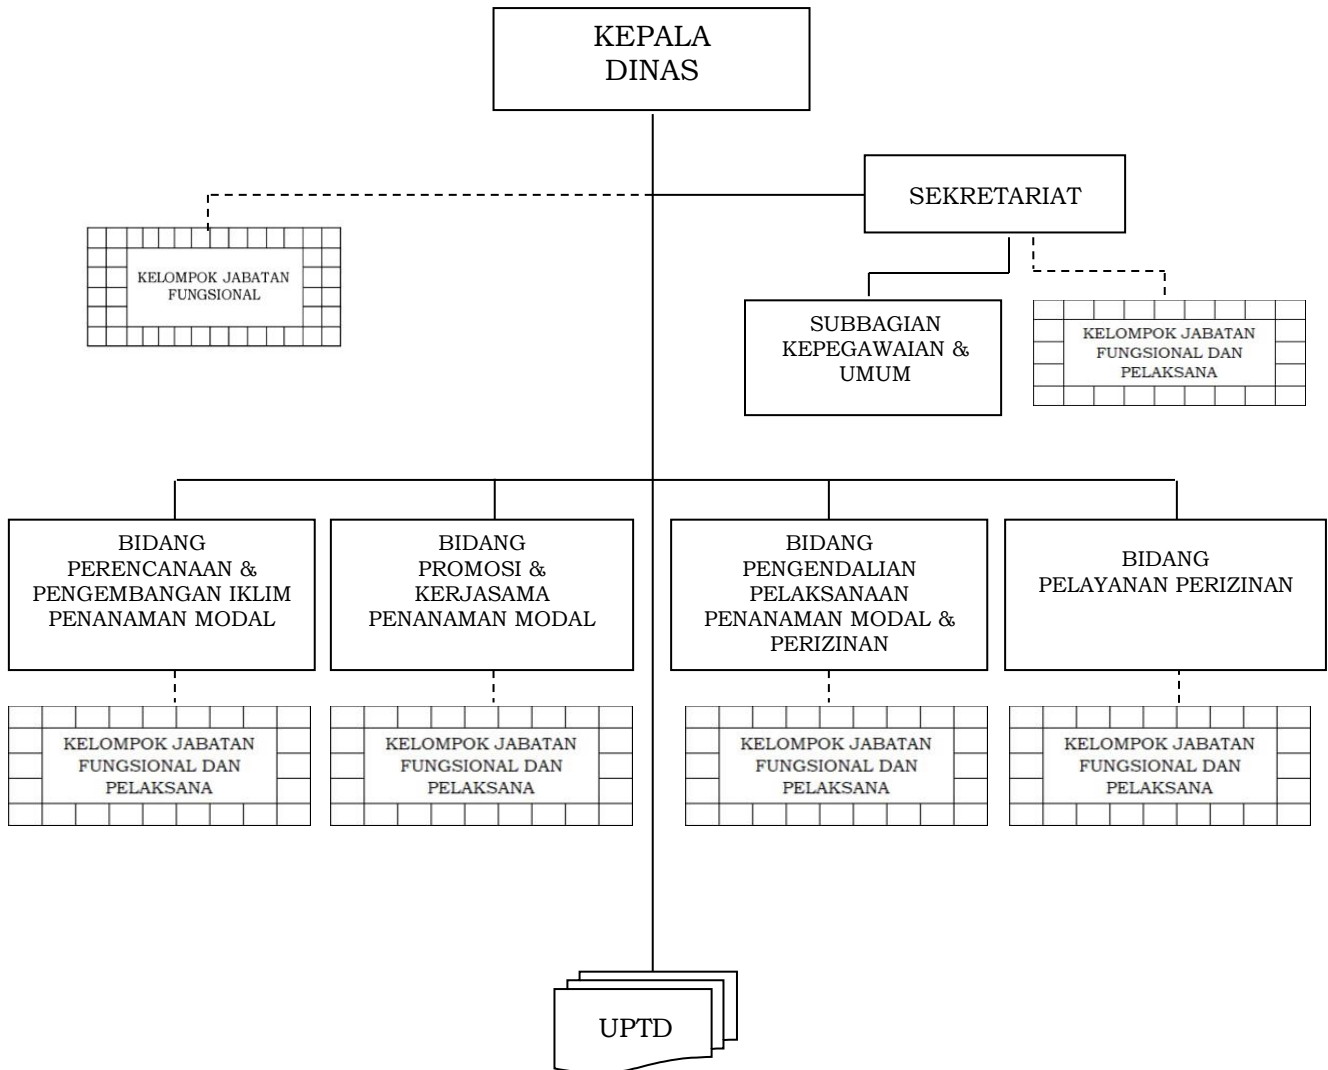 KEPALA
DINAS
SEKRETARIAT
KELOMPOK JABATAN
FUNGSIONAL
SUBBAGIAN
KEPEGAWAIAN &
UMUM
KELOMPOK JABATAN
FUNGSIONAL DAN
PELAKSANA
BIDANG
PERENCANAAN &
PENGEMBANGAN IKLIM
PENANAMAN MODAL
BIDANG
PROMOSI &
KERJASAMA
PENANAMAN MODAL
BIDANG
PENGENDALIAN
PELAKSANAAN
PENANAMAN MODAL &
PERIZINAN
BIDANG
PELAYANAN PERIZINAN
KELOMPOK JABATAN
FUNGSIONAL DAN
PELAKSANA
KELOMPOK JABATAN
FUNGSIONAL DAN
PELAKSANA
KELOMPOK JABATAN
FUNGSIONAL DAN
PELAKSANA
KELOMPOK JABATAN
FUNGSIONAL DAN
PELAKSANA
UPTD